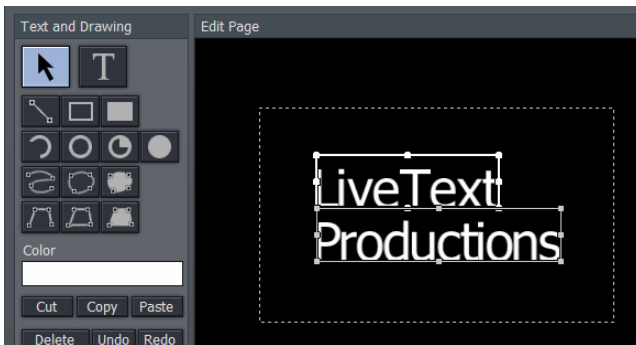 Text and Drawing
Edit Page
T
LiveText
Productions
Color
Cut Copy Paste
Delete Undo Redo